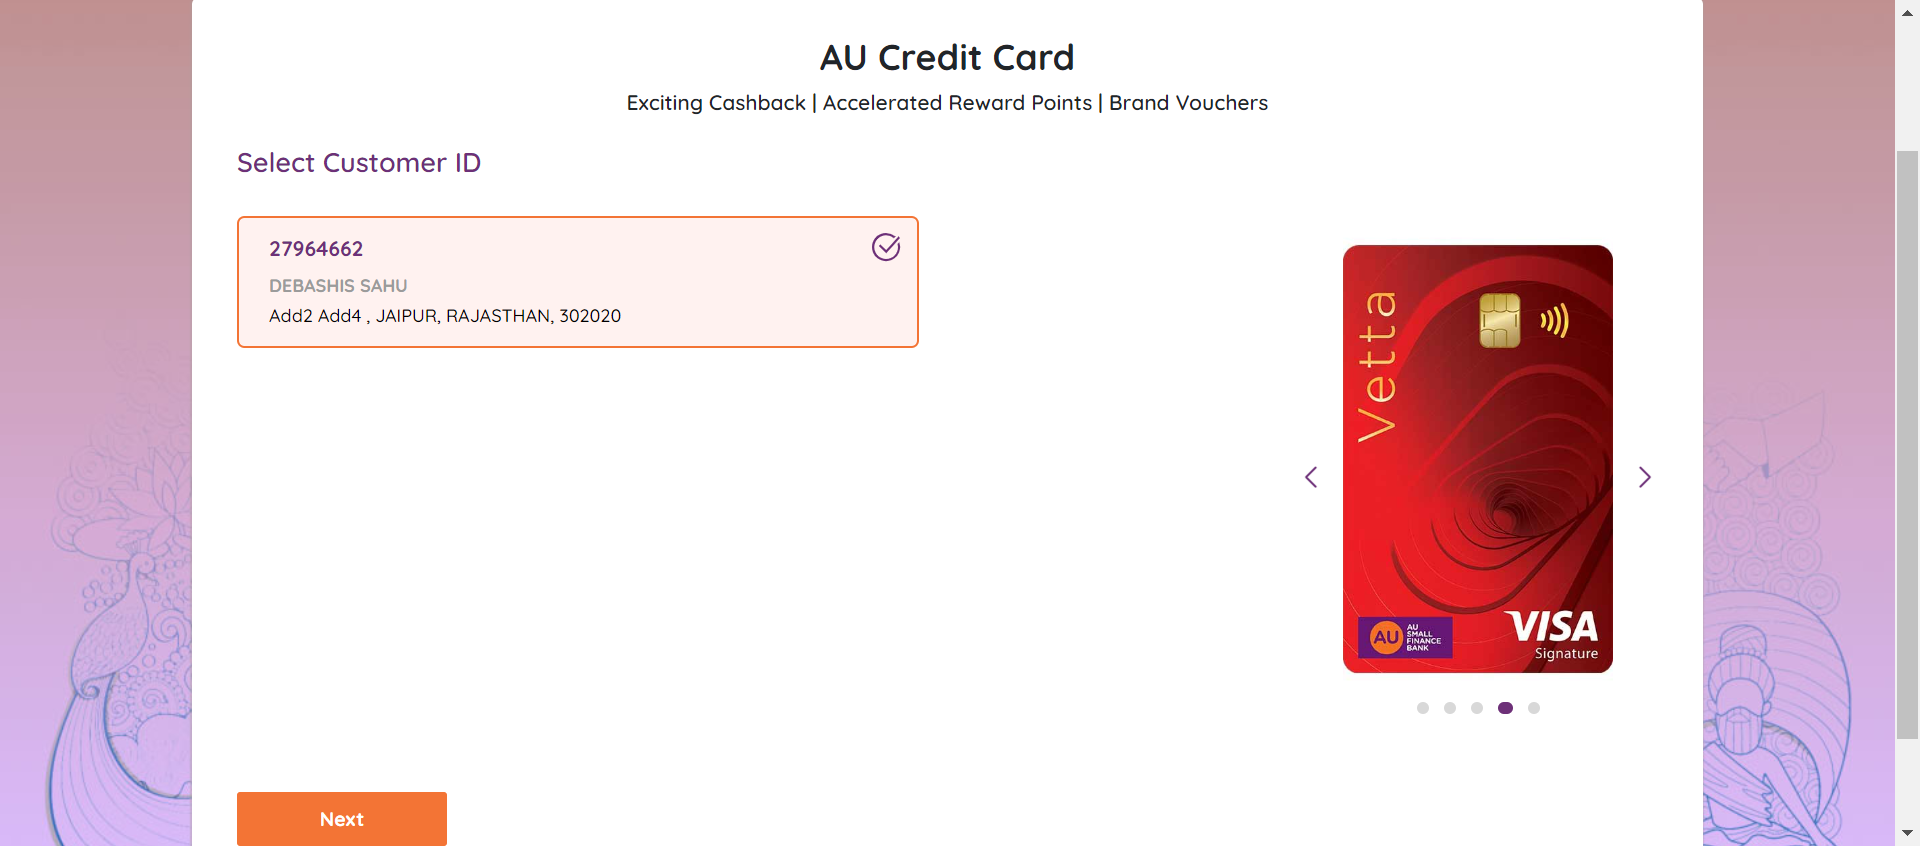 AU Credit Card
Exciting Cashback | Accelerated Reward Points | Brand Vouchers
Select Customer ID
27964662
DEBASHIS SAHU
Add2 Add4 , JAIPUR, RAJASTHAN, 302020
Vetta
AU
AU
SMALL
FINANCE
BANK
VISA
Signature
Next